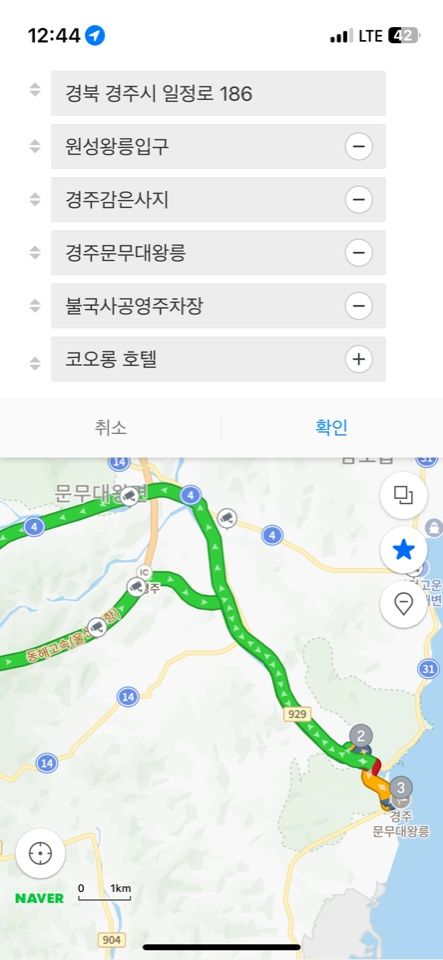 12:44
LTE
42
경북 경주시 일정로 186
원성왕릉입구
경주감은사지
경주문무대왕릉
불국사공영주차장
코오롱 호텔
취소
확인
14
31
문무대왕면
4
4
4
IC
동해고속(울산
31
14
929
14
2
3
경주
문무대왕릉
NAVER
0
1km
904